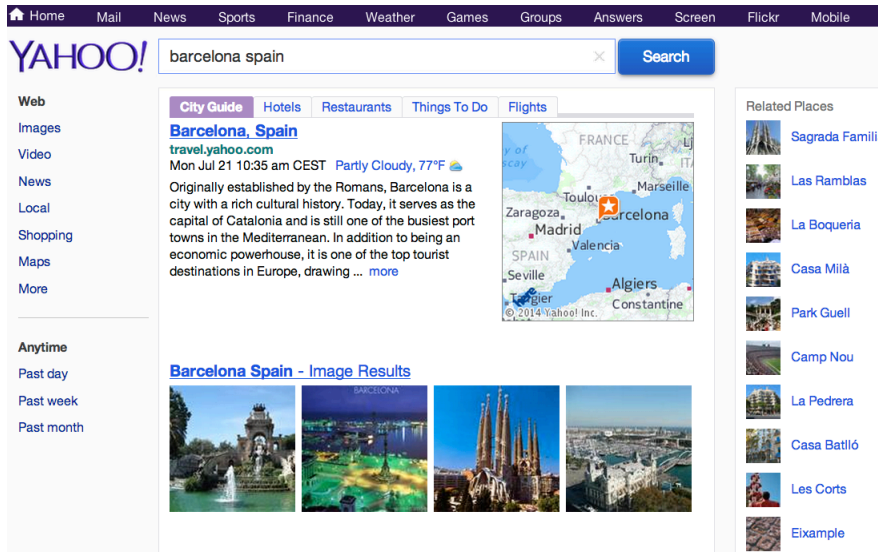 Home Mail News Sports Finance Weather Games Groups Answers Screen Flickr Mobile
YAHOO!
barcelona spain
Search
Web
Images
Video
News
Local
Shopping
Maps
More
Anytime
Past day
Past week
Past month
City Guide Hotels Restaurants Things To Do Flights
Barcelona, Spain
travel.yahoo.com
Mon Jul 21 10:35 am CEST Partly Cloudy, 77°F
Originally established by the Romans, Barcelona is a
city with a rich cultural history. Today, it serves as the
capital of Catalonia and is still one of the busiest port
towns in the Mediterranean. In addition to being an
economic powerhouse, it is one of the top tourist
destinations in Europe, drawing ... more
FRANCE
Turin
Marseille
Zaragoza
Madrid
Valencia
SPAIN
Seville
Algiers
Constantine
© 2014 Yahoo! Inc.
Barcelona Spain - Image Results
BARCELONA
Related Places
Sagrada Famili
Las Ramblas
La Boqueria
Casa Milà
Park Guell
Camp Nou
La Pedrera
Casa Batlló
Les Corts
Eixample